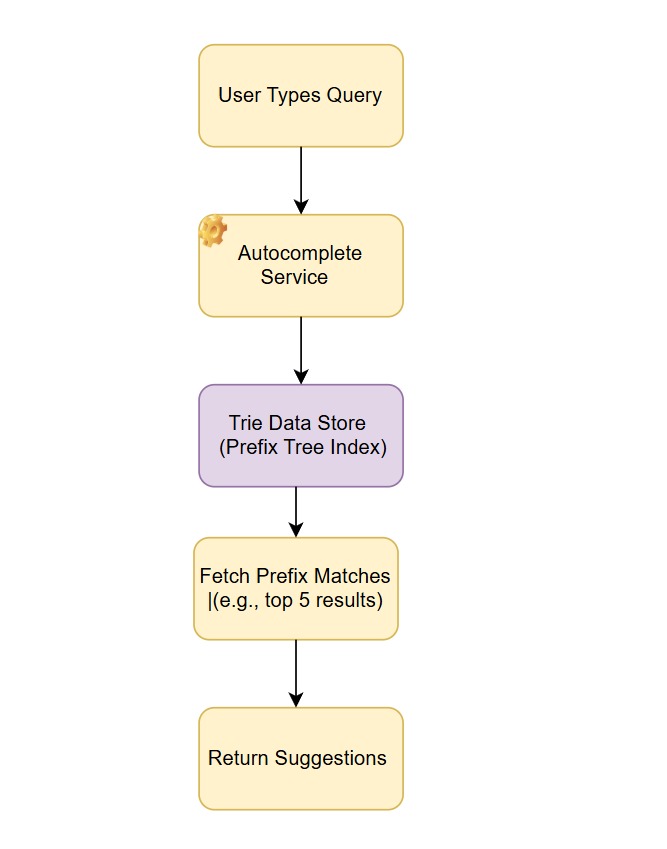 User Types Query
Autocomplete
Service
Trie Data Store
(Prefix Tree Index)
Fetch Prefix Matches
|(e.g., top 5 results)
Return Suggestions